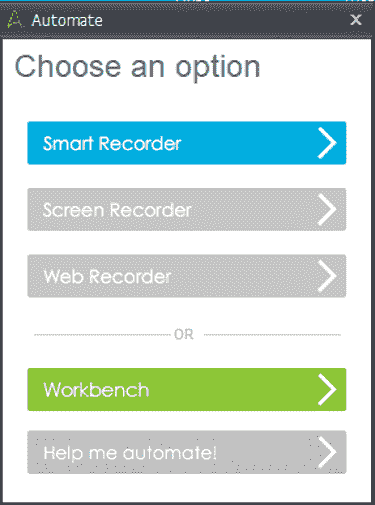 Automate
Choose an option
Smart Recorder
Screen Recorder
Web Recorder
OR
Workbench
Help me automate!